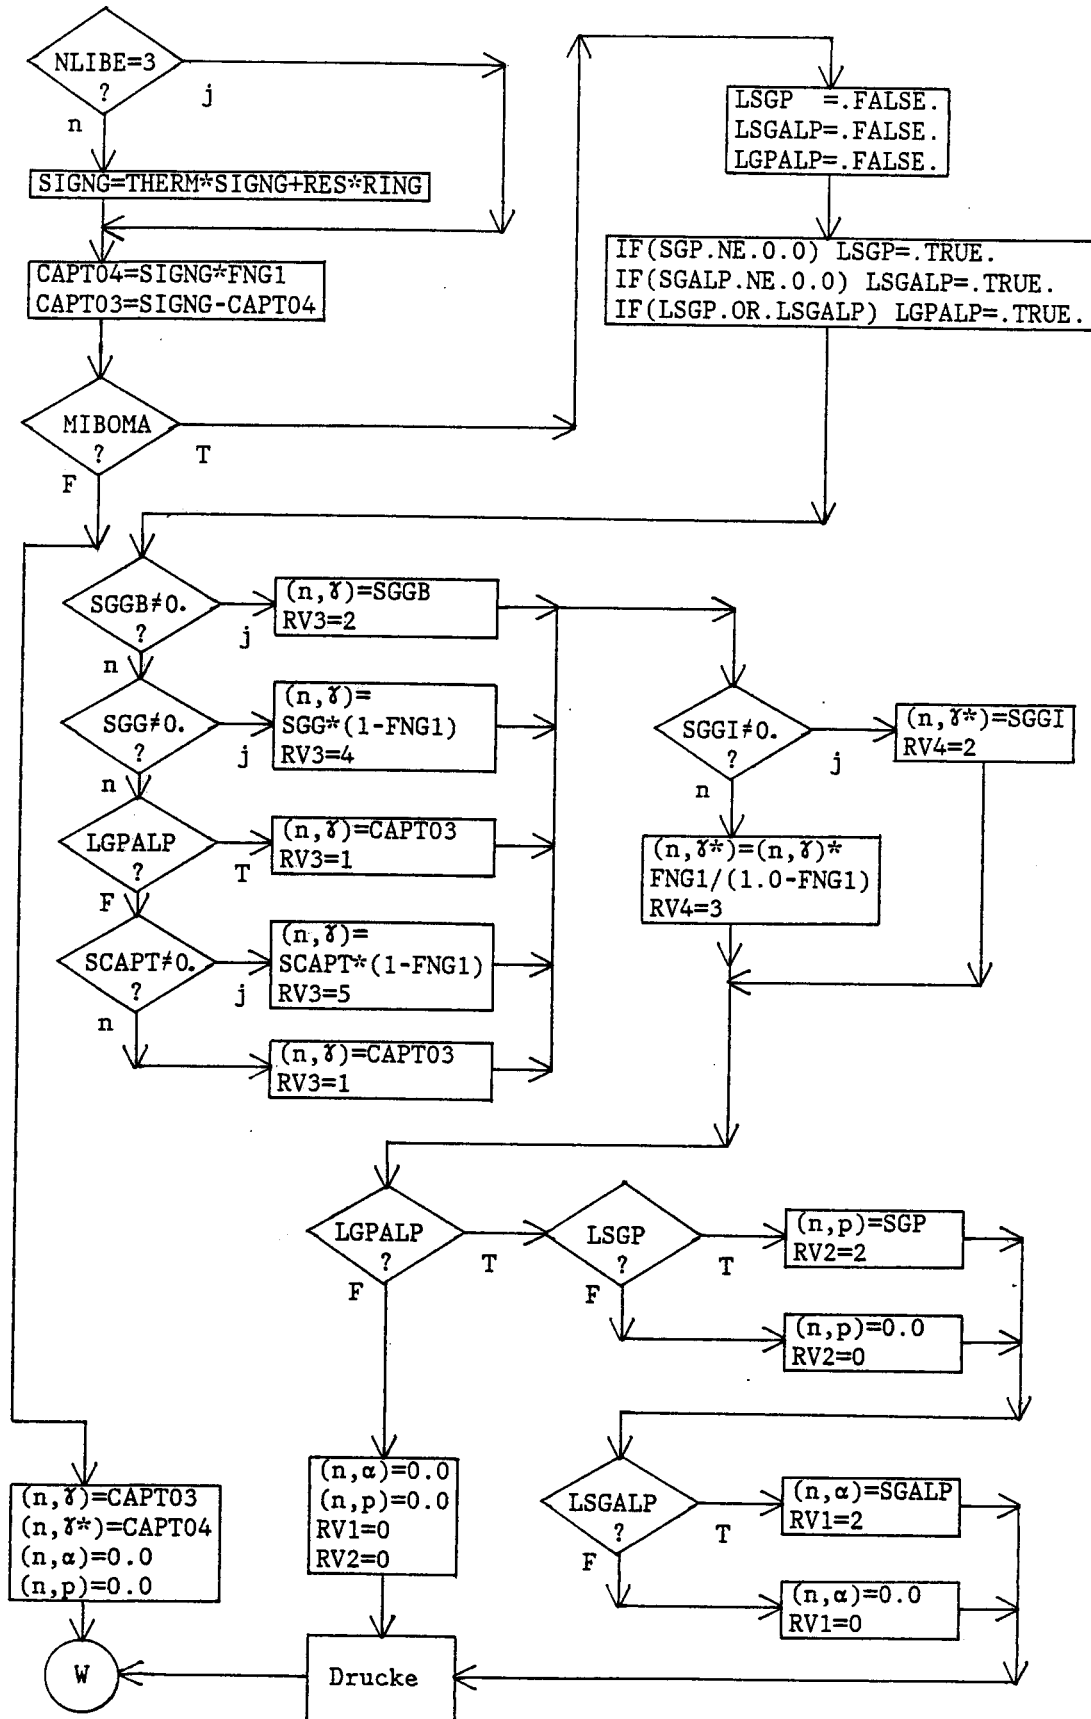 NLIBE=3
?
j
n
SIGNG=THERM*SIGNG+RES*RING
CAPT04=SIGNG*FNG1
CAPT03=SIGNG-CAPT04
MIBOMA
?
T
F
LSGP =.FALSE.
LSGALP=.FALSE.
LGPALP=.FALSE.
IF(SGP.NE.0.0) LSGP=.TRUE.
IF(SGALP.NE.0.0) LSGALP=.TRUE.
IF(LSGP.OR.LSGALP) LGPALP=.TRUE.
SGGB≠0.
?
j
n
(n,γ)=SGGB
RV3=2
SGG≠0.
?
j
n
(n,γ)=
SGG*(1-FNG1)
RV3=4
LGPALP
?
T
F
(n,γ)=CAPT03
RV3=1
SCAPT≠0.
?
j
n
(n,γ)=
SCAPT*(1-FNG1)
RV3=5
(n,γ)=CAPT03
RV3=1
SGGI≠0.
?
j
n
(n,γ*)=SGGI
RV4=2
(n,γ*)=(n,γ)*
FNG1/(1.0-FNG1)
RV4=3
LGPALP
?
T
F
LSGP
?
T
F
(n,p)=SGP
RV2=2
(n,p)=0.0
RV2=0
LSGALP
?
T
F
(n,α)=SGALP
RV1=2
(n,α)=0.0
RV1=0
(n,α)=0.0
(n,p)=0.0
RV1=0
RV2=0
(n,γ)=CAPT03
(n,γ*)=CAPT04
(n,α)=0.0
(n,p)=0.0
W
Drucke